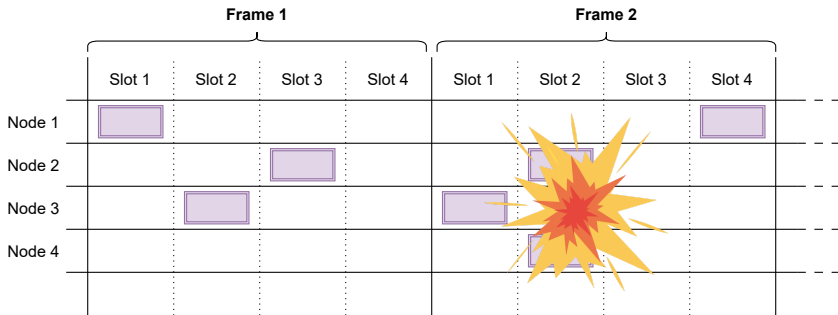 Frame 1 Frame 2
Slot 1 Slot 2 Slot 3 Slot 4 Slot 1 Slot 2 Slot 3 Slot 4
Node 1
Node 2
Node 3
Node 4